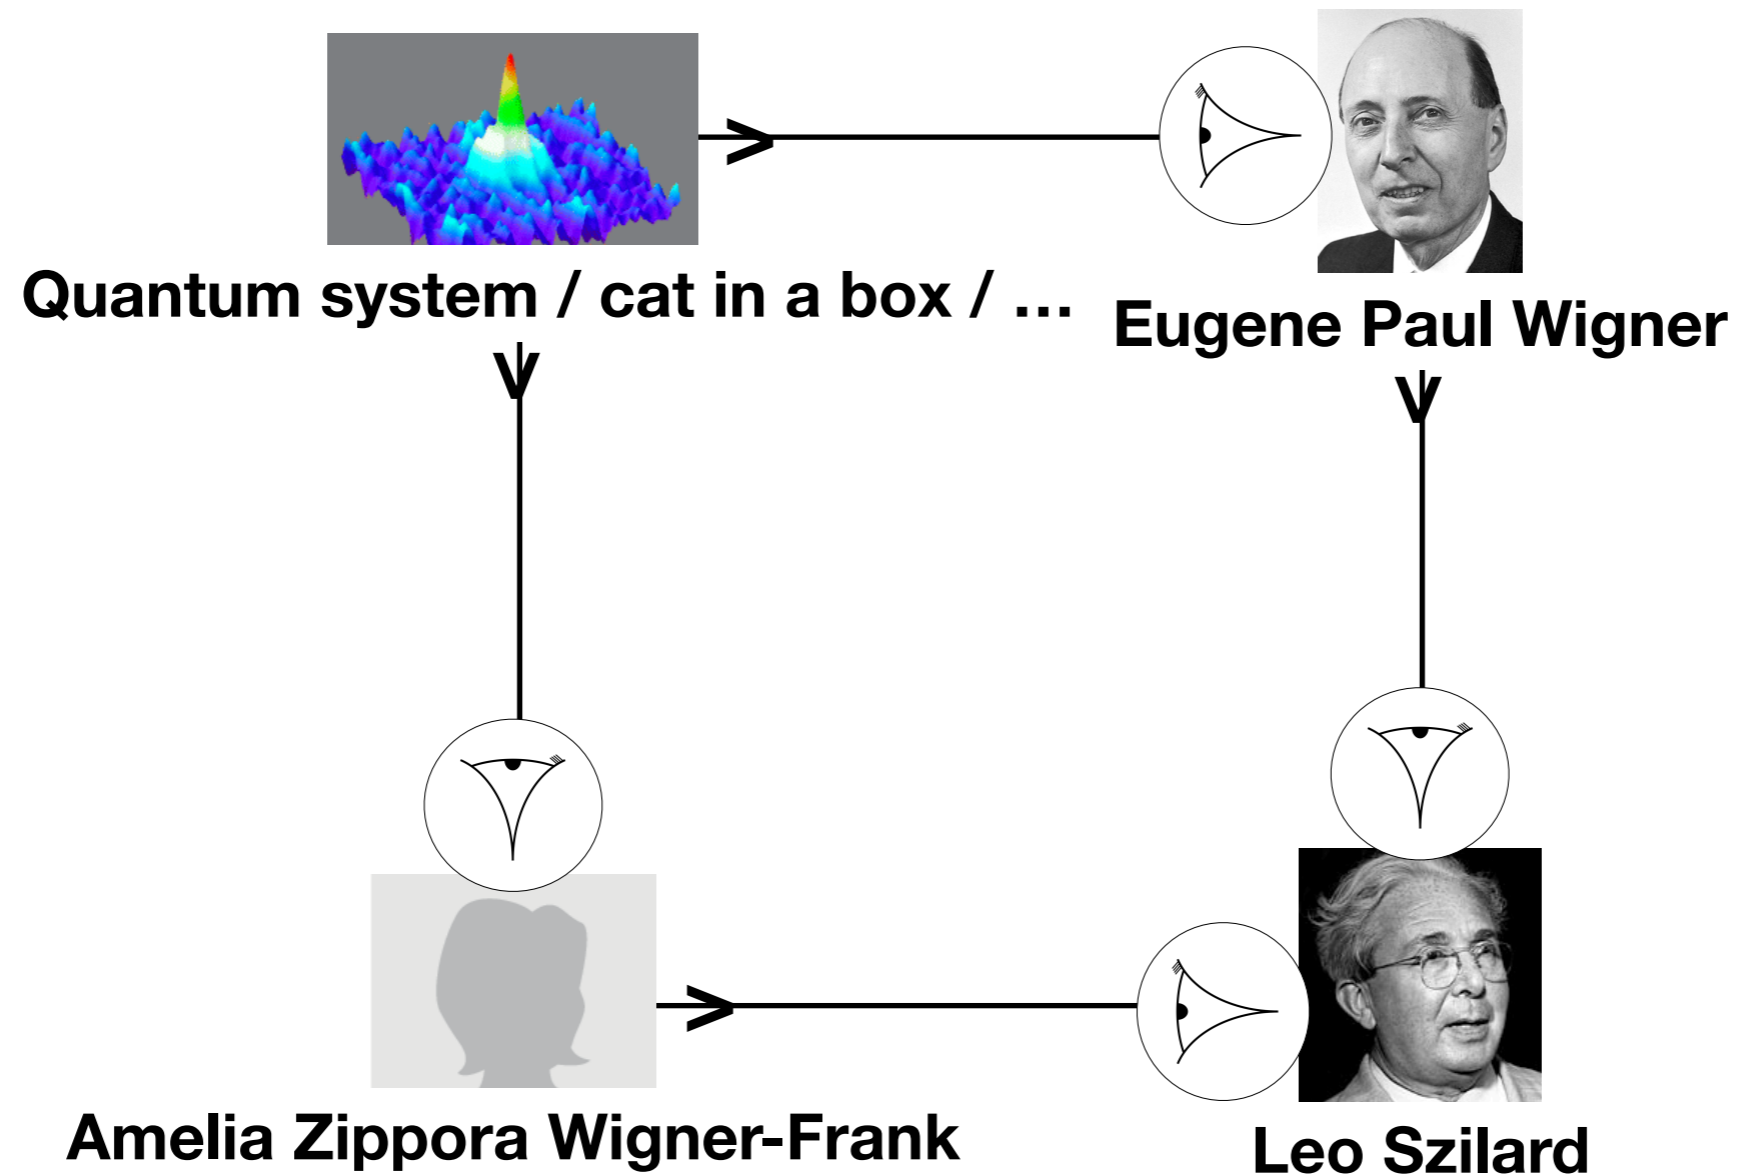 Quantum system / cat in a box / …
Eugene Paul Wigner
Amelia Zippora Wigner-Frank
Leo Szilard